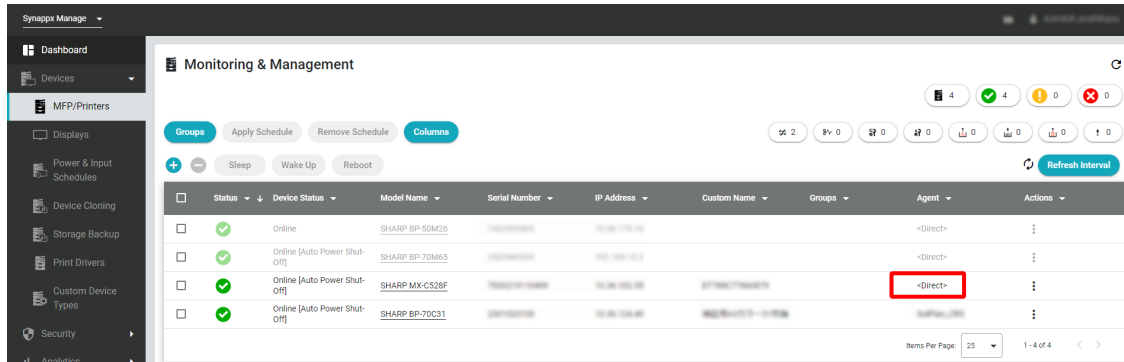 Synappx Manage
Dashboard
Devices
MFP/Printers
Displays
Power & Input
Schedules
Device Cloning
Storage Backup
Print Drivers
Custom Device
Types
Security
Analytics
Monitoring & Management
4 4 0 0
Groups Apply Schedule Remove Schedule Columns
2 0 0 0 0 0 0 0
Sleep Wake Up Reboot
Refresh Interval
Status Device Status Model Name Serial Number IP Address Custom Name Groups Agent Actions
Online SHARP BP-50M26 <Direct>
Online [Auto Power Shut-
Off] SHARP BP-70M65 <Direct>
Online [Auto Power Shut-
Off] SHARP MX-C528F <Direct>
Online [Auto Power Shut-
Off] SHARP BP-70C31
Items Per Page: 25 1 - 4 of 4